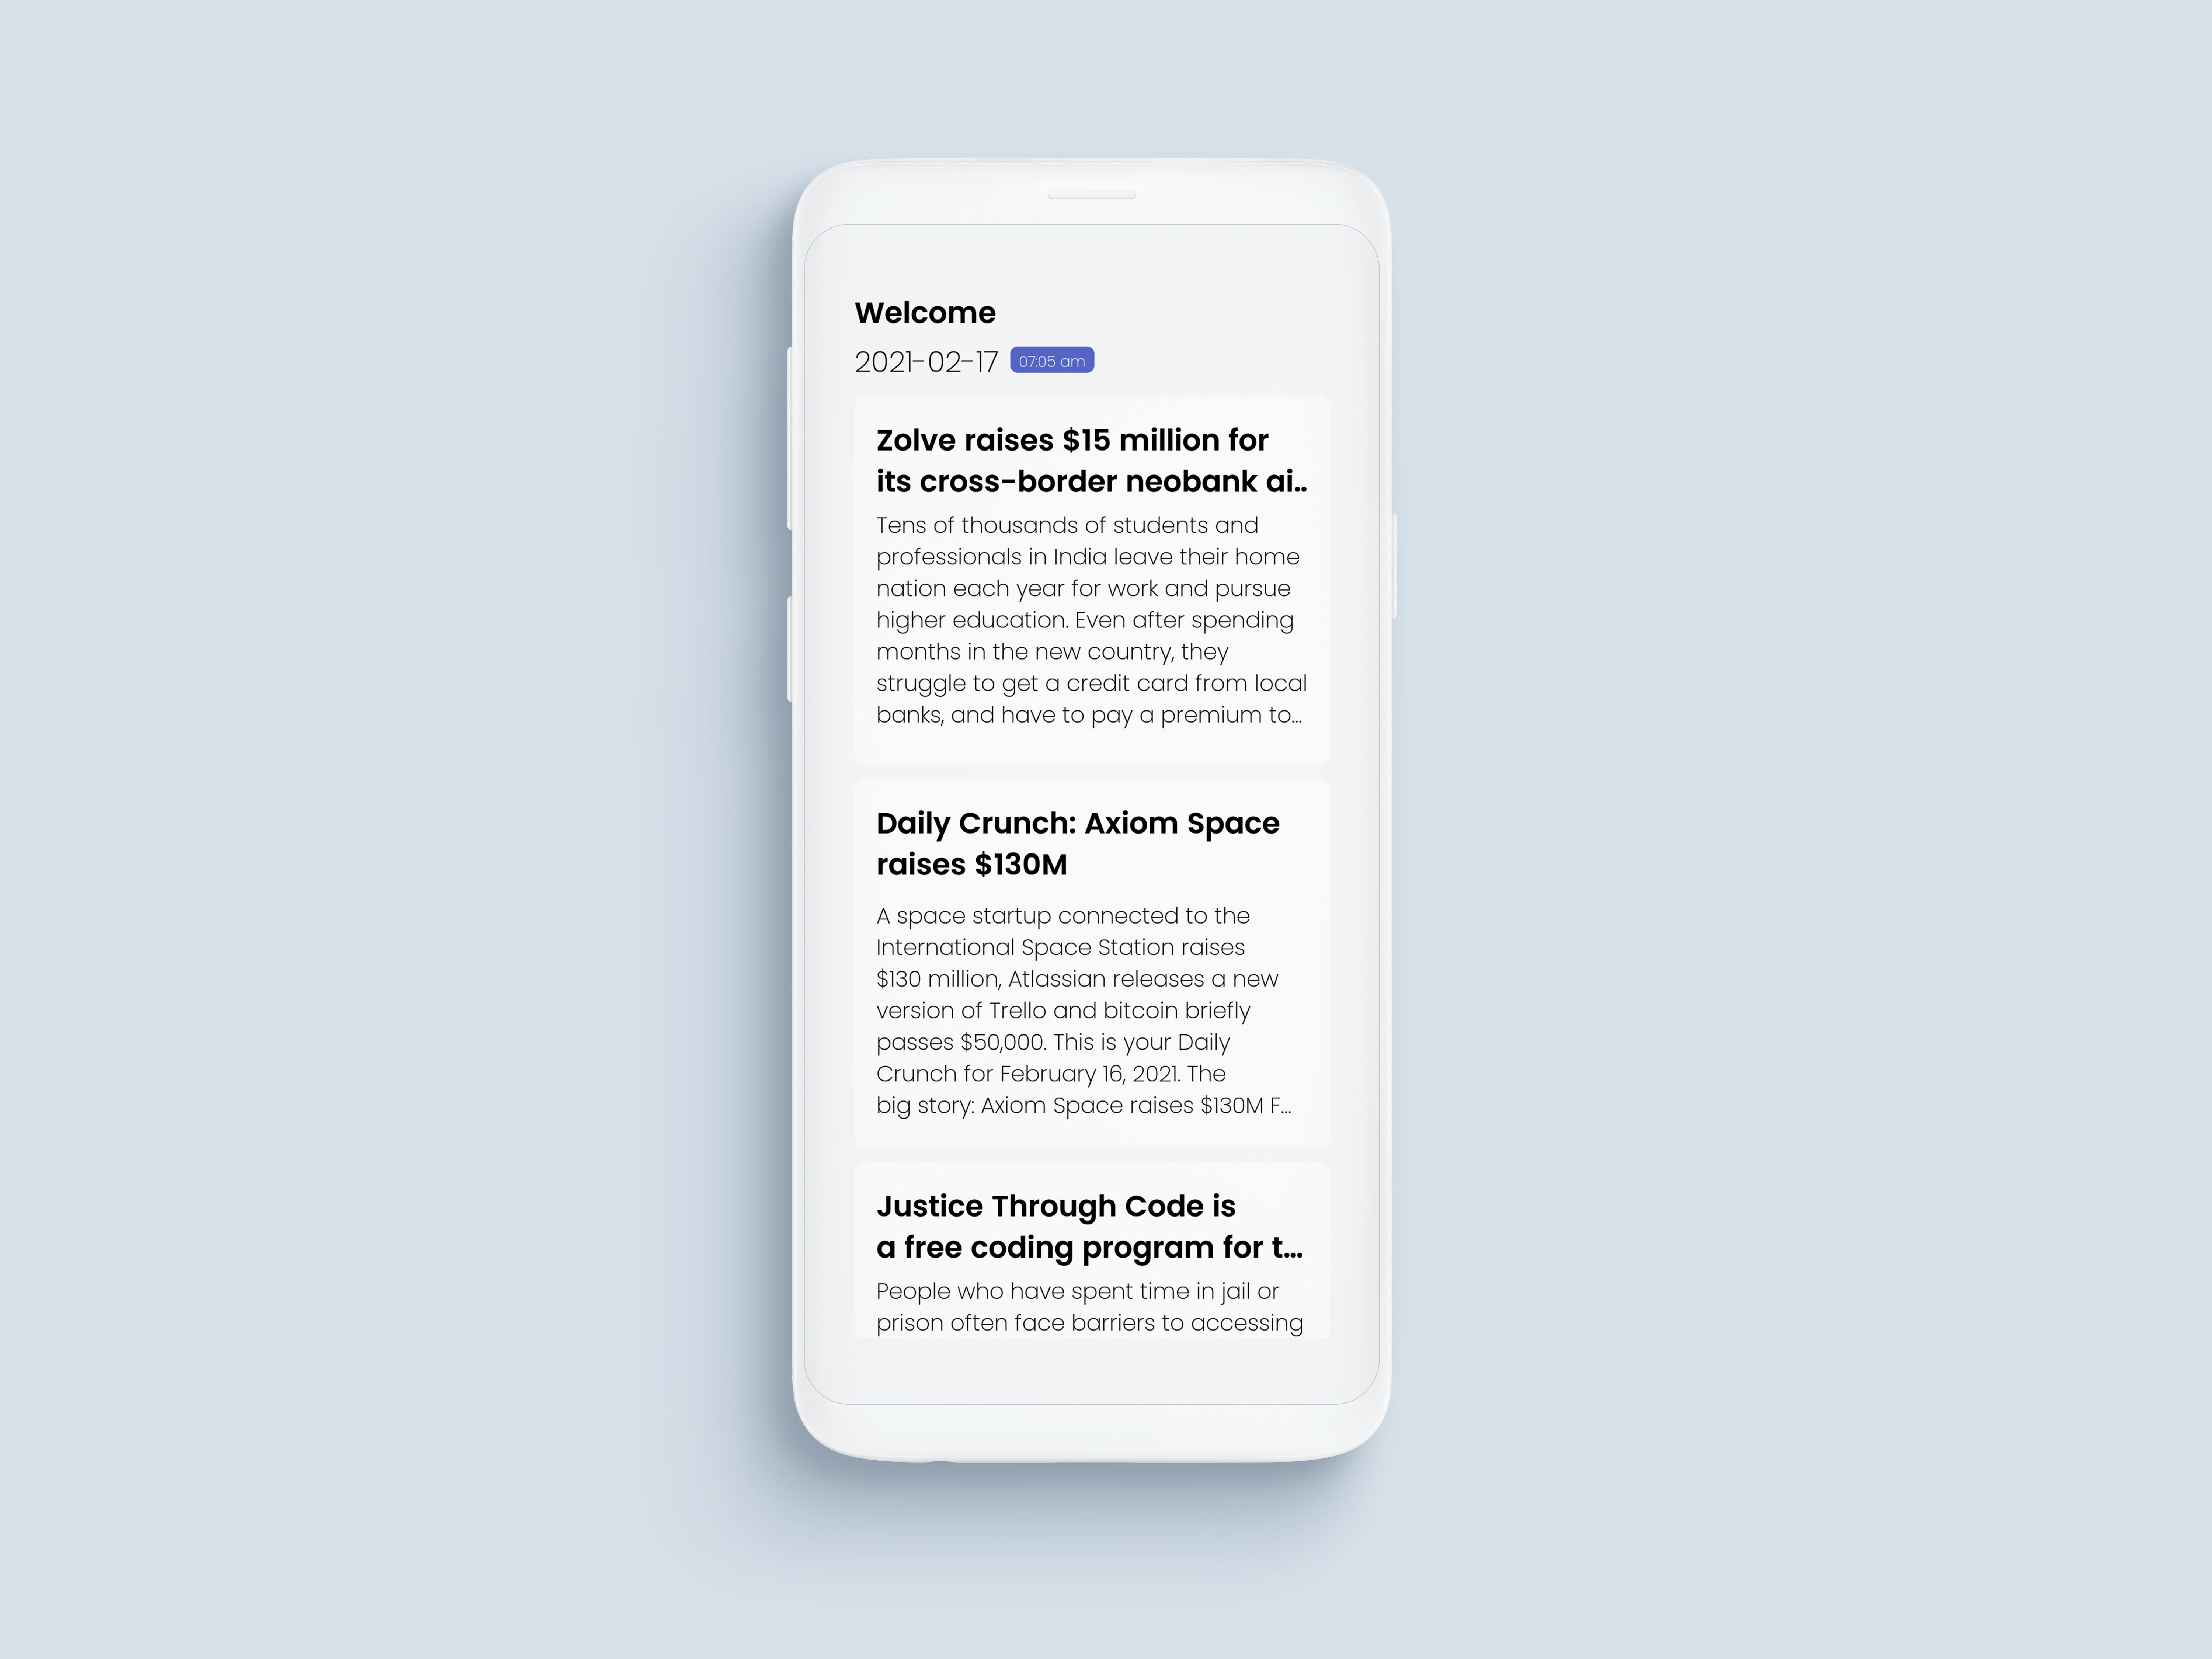 Welcome
2021-02-17 07:05 am
Zolve raises $15 million for
its cross-border neobank ai..
Tens of thousands of students and
professionals in India leave their home
nation each year for work and pursue
higher education. Even after spending
months in the new country, they
struggle to get a credit card from local
banks, and have to pay a premium to...
Daily Crunch: Axiom Space
raises $130M
A space startup connected to the
International Space Station raises
$130 million, Atlassian releases a new
version of Trello and bitcoin briefly
passes $50,000. This is your Daily
Crunch for February 16, 2021. The
big story: Axiom Space raises $130M F...
Justice Through Code is
a free coding program for t...
People who have spent time in jail or
prison often face barriers to accessing